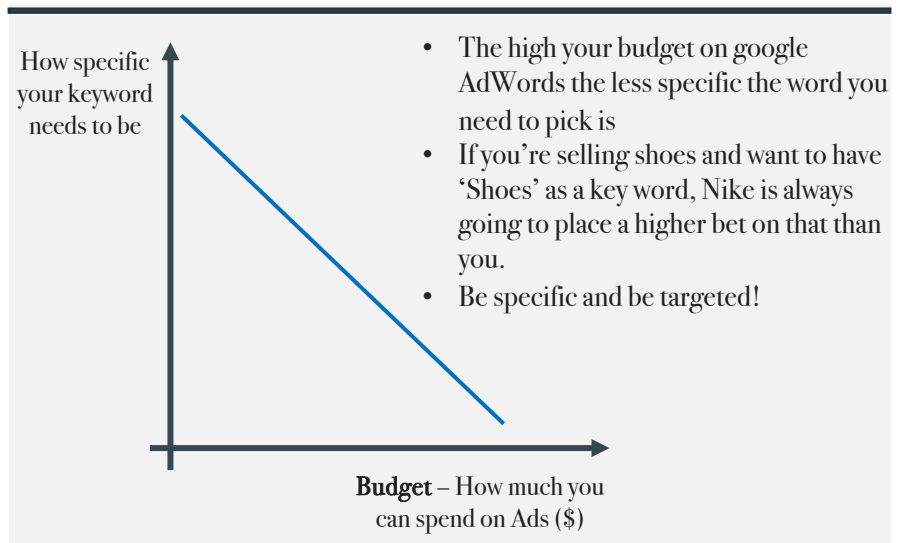 How specific
your keyword
needs to be
• The high your budget on google
AdWords the less specific the word you
need to pick is
• If you’re selling shoes and want to have
‘Shoes’ as a key word, Nike is always
going to place a higher bet on that than
you.
• Be specific and be targeted!
Budget – How much you
can spend on Ads ($)